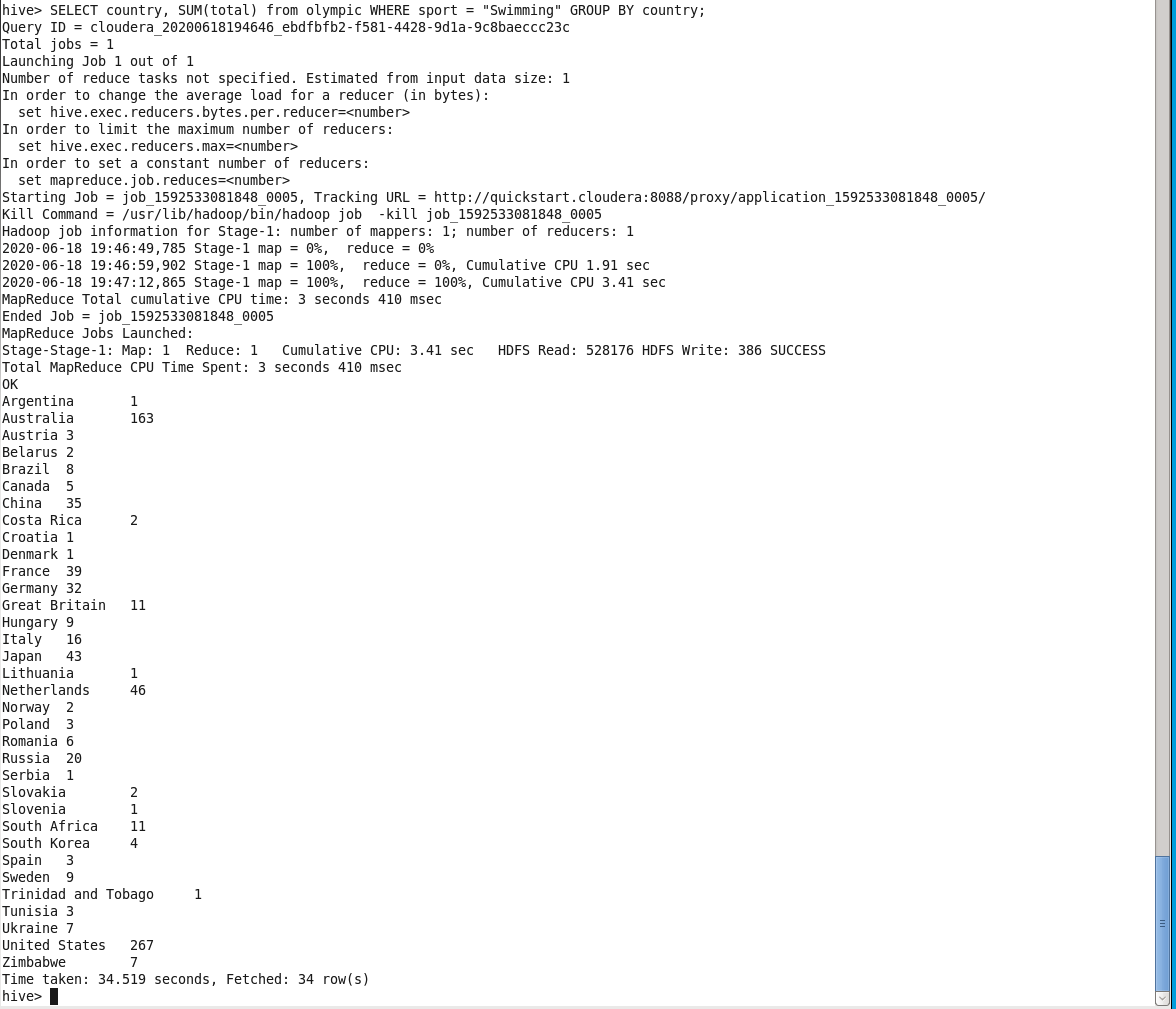 hive> SELECT country, SUM(total) from olympic WHERE sport = "Swimming" GROUP BY country;
Query ID = cloudera_20200618194646_ebdfbfb2-f581-4428-9d1a-9c8baeccc23c
Total jobs = 1
Launching Job 1 out of 1
Number of reduce tasks not specified. Estimated from input data size: 1
In order to change the average load for a reducer (in bytes):
  set hive.exec.reducers.bytes.per.reducer=<number>
In order to limit the maximum number of reducers:
  set hive.exec.reducers.max=<number>
In order to set a constant number of reducers:
  set mapreduce.job.reduces=<number>
Starting Job = job_1592533081848_0005, Tracking URL = http://quickstart.cloudera:8088/proxy/application_1592533081848_0005/
Kill Command = /usr/lib/hadoop/bin/hadoop job  -kill job_1592533081848_0005
Hadoop job information for Stage-1: number of mappers: 1; number of reducers: 1
2020-06-18 19:46:49,785 Stage-1 map = 0%,  reduce = 0%
2020-06-18 19:46:59,902 Stage-1 map = 100%,  reduce = 0%, Cumulative CPU 1.91 sec
2020-06-18 19:47:12,865 Stage-1 map = 100%,  reduce = 100%, Cumulative CPU 3.41 sec
MapReduce Total cumulative CPU time: 3 seconds 410 msec
Ended Job = job_1592533081848_0005
MapReduce Jobs Launched:
Stage-Stage-1: Map: 1  Reduce: 1   Cumulative CPU: 3.41 sec   HDFS Read: 528176 HDFS Write: 386 SUCCESS
Total MapReduce CPU Time Spent: 3 seconds 410 msec
OK
Argentina       1
Australia       163
Austria 3
Belarus 2
Brazil  8
Canada  5
China   35
Costa Rica      2
Croatia 1
Denmark 1
France  39
Germany 32
Great Britain   11
Hungary 9
Italy   16
Japan   43
Lithuania       1
Netherlands     46
Norway  2
Poland  3
Romania 6
Russia  20
Serbia  1
Slovakia        2
Slovenia        1
South Africa    11
South Korea     4
Spain   3
Sweden  9
Trinidad and Tobago     1
Tunisia 3
Ukraine 7
United States   267
Zimbabwe        7
Time taken: 34.519 seconds, Fetched: 34 row(s)
hive>